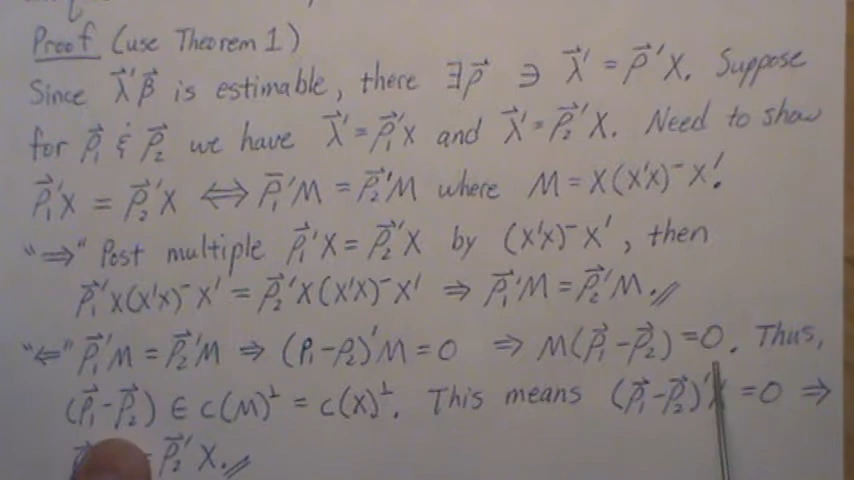 Proof (use Theorem 1)
Since λ⃗'β⃗ is estimable, there ∃ρ⃗ ∋ λ⃗' = ρ⃗'X. Suppose
for ρ⃗₁ & ρ⃗₂ we have λ⃗' = ρ⃗₁'X and λ⃗' = ρ⃗₂'X. Need to show
ρ⃗₁'X = ρ⃗₂'X ⟺ ρ⃗₁'M = ρ⃗₂'M where M = X(X'X)⁻X'.
"⇒" Post multiple ρ⃗₁'X = ρ⃗₂'X by (X'X)⁻X', then
ρ⃗₁'X(X'X)⁻X' = ρ⃗₂'X(X'X)⁻X' ⇒ ρ⃗₁'M = ρ⃗₂'M.//
"⇐" ρ⃗₁'M = ρ⃗₂'M ⇒ (ρ₁-ρ₂)'M = 0 ⇒ M(ρ⃗₁-ρ⃗₂) = 0. Thus,
(ρ⃗₁-ρ⃗₂) ∈ C(M)^⊥ = C(X)^⊥. This means (ρ⃗₁-ρ⃗₂)'X = 0 ⇒
= ρ⃗₂'X.//